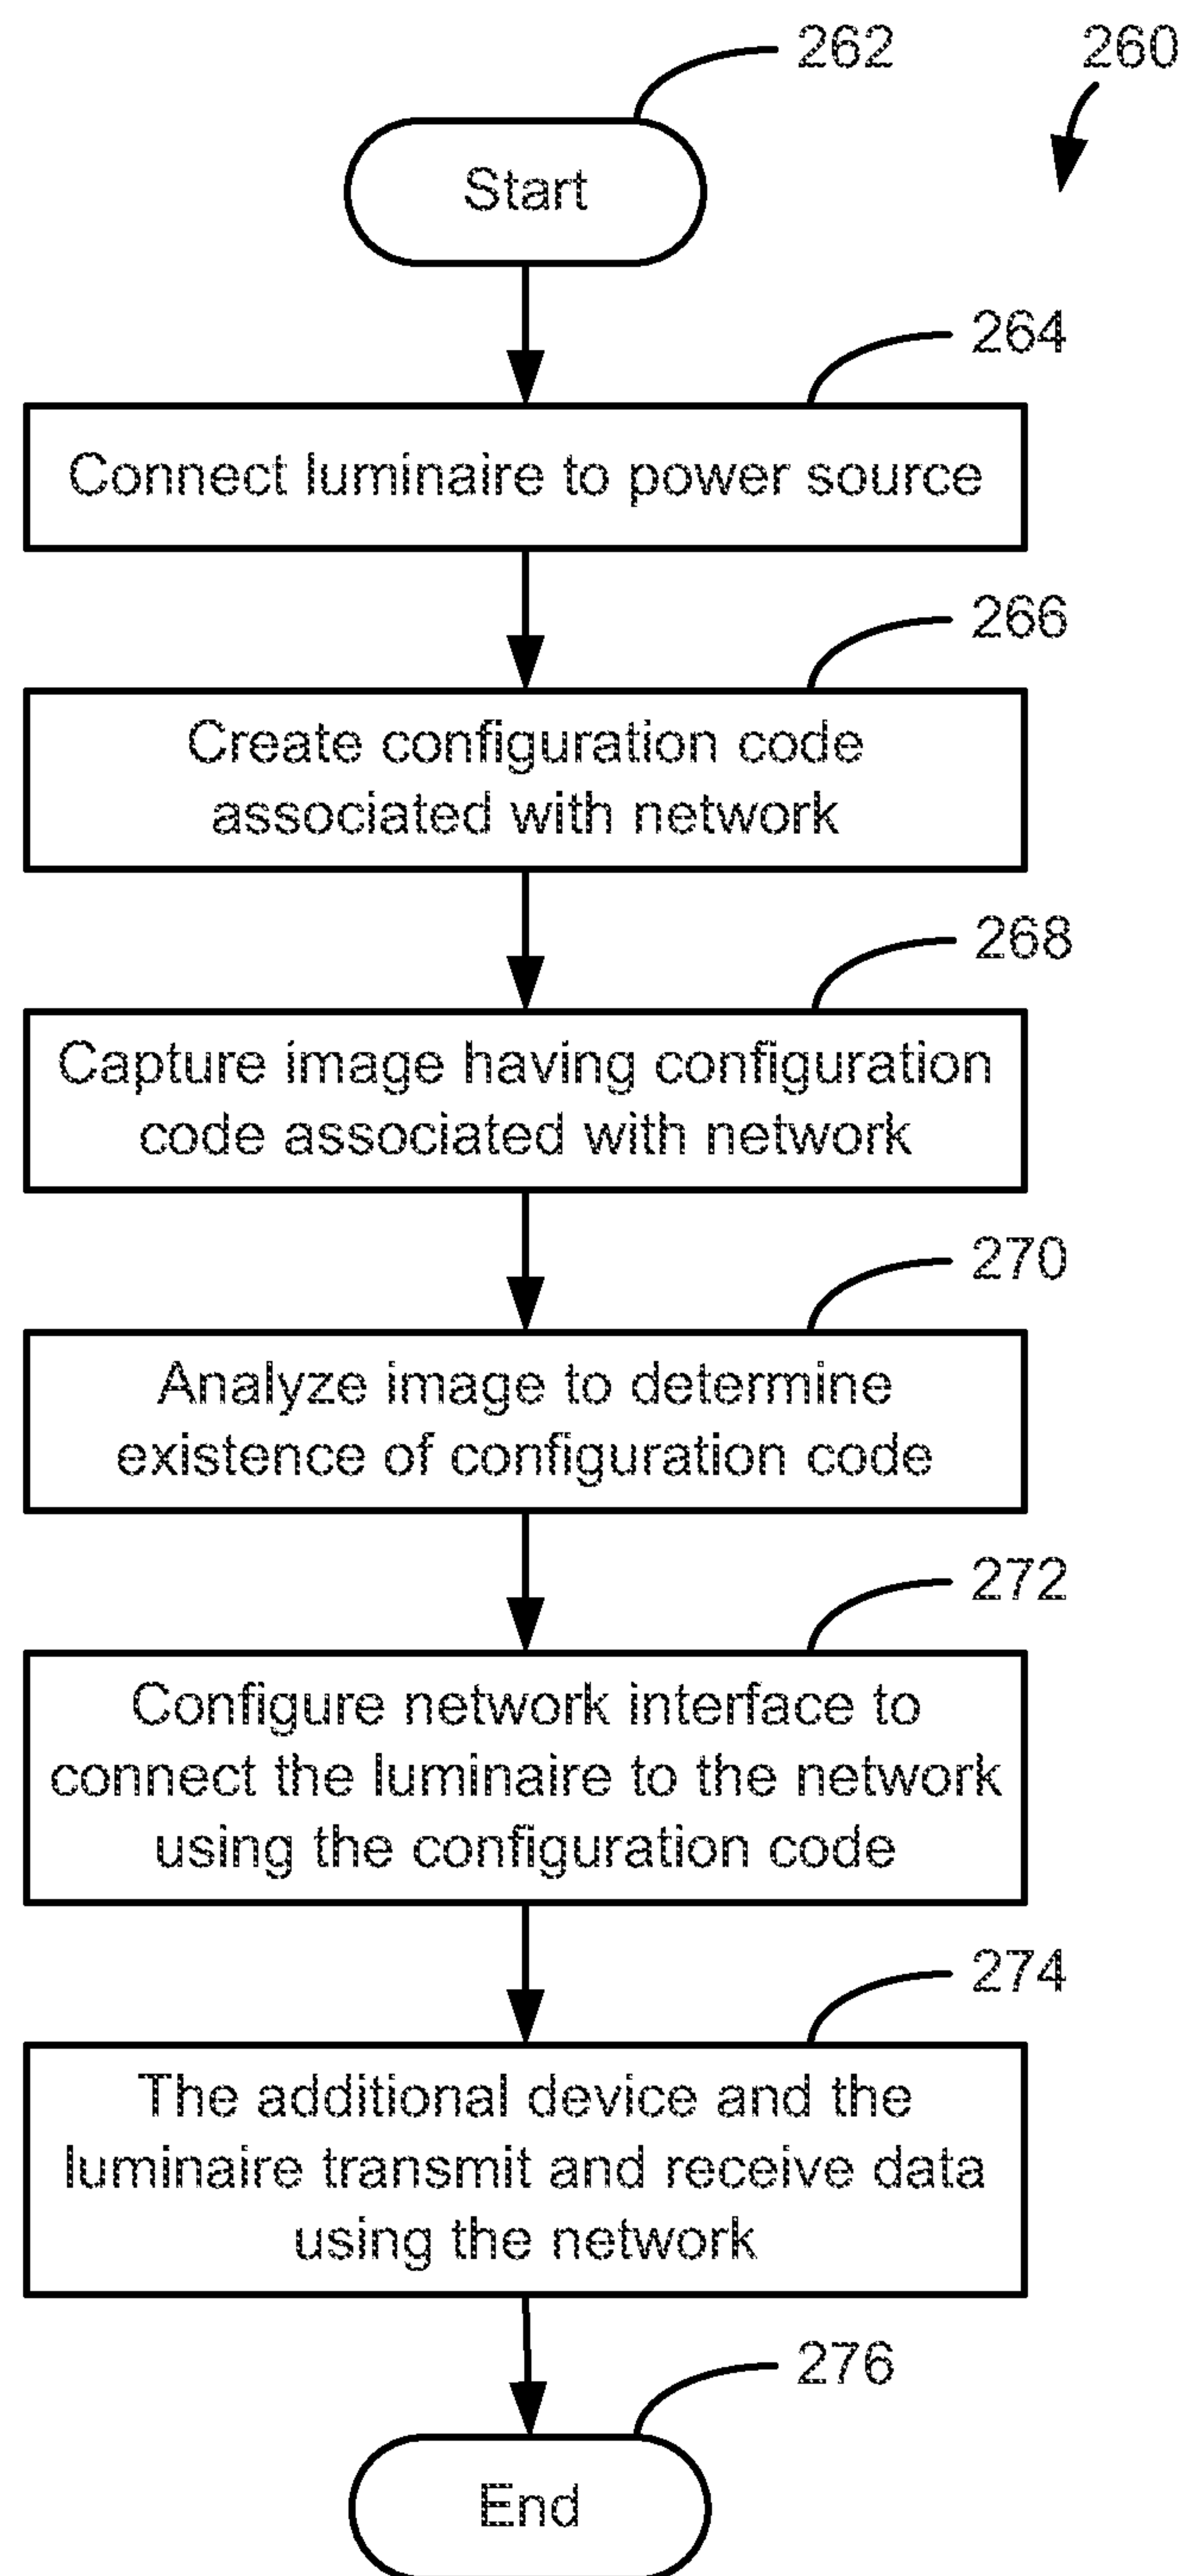 262
260
Start
264
Connect luminaire to power source
266
Create configuration code
associated with network
268
Capture image having configuration
code associated with network
270
Analyze image to determine
existence of configuration code
272
Configure network interface to
connect the luminaire to the network
using the configuration code
274
The additional device and the
luminaire transmit and receive data
using the network
276
End